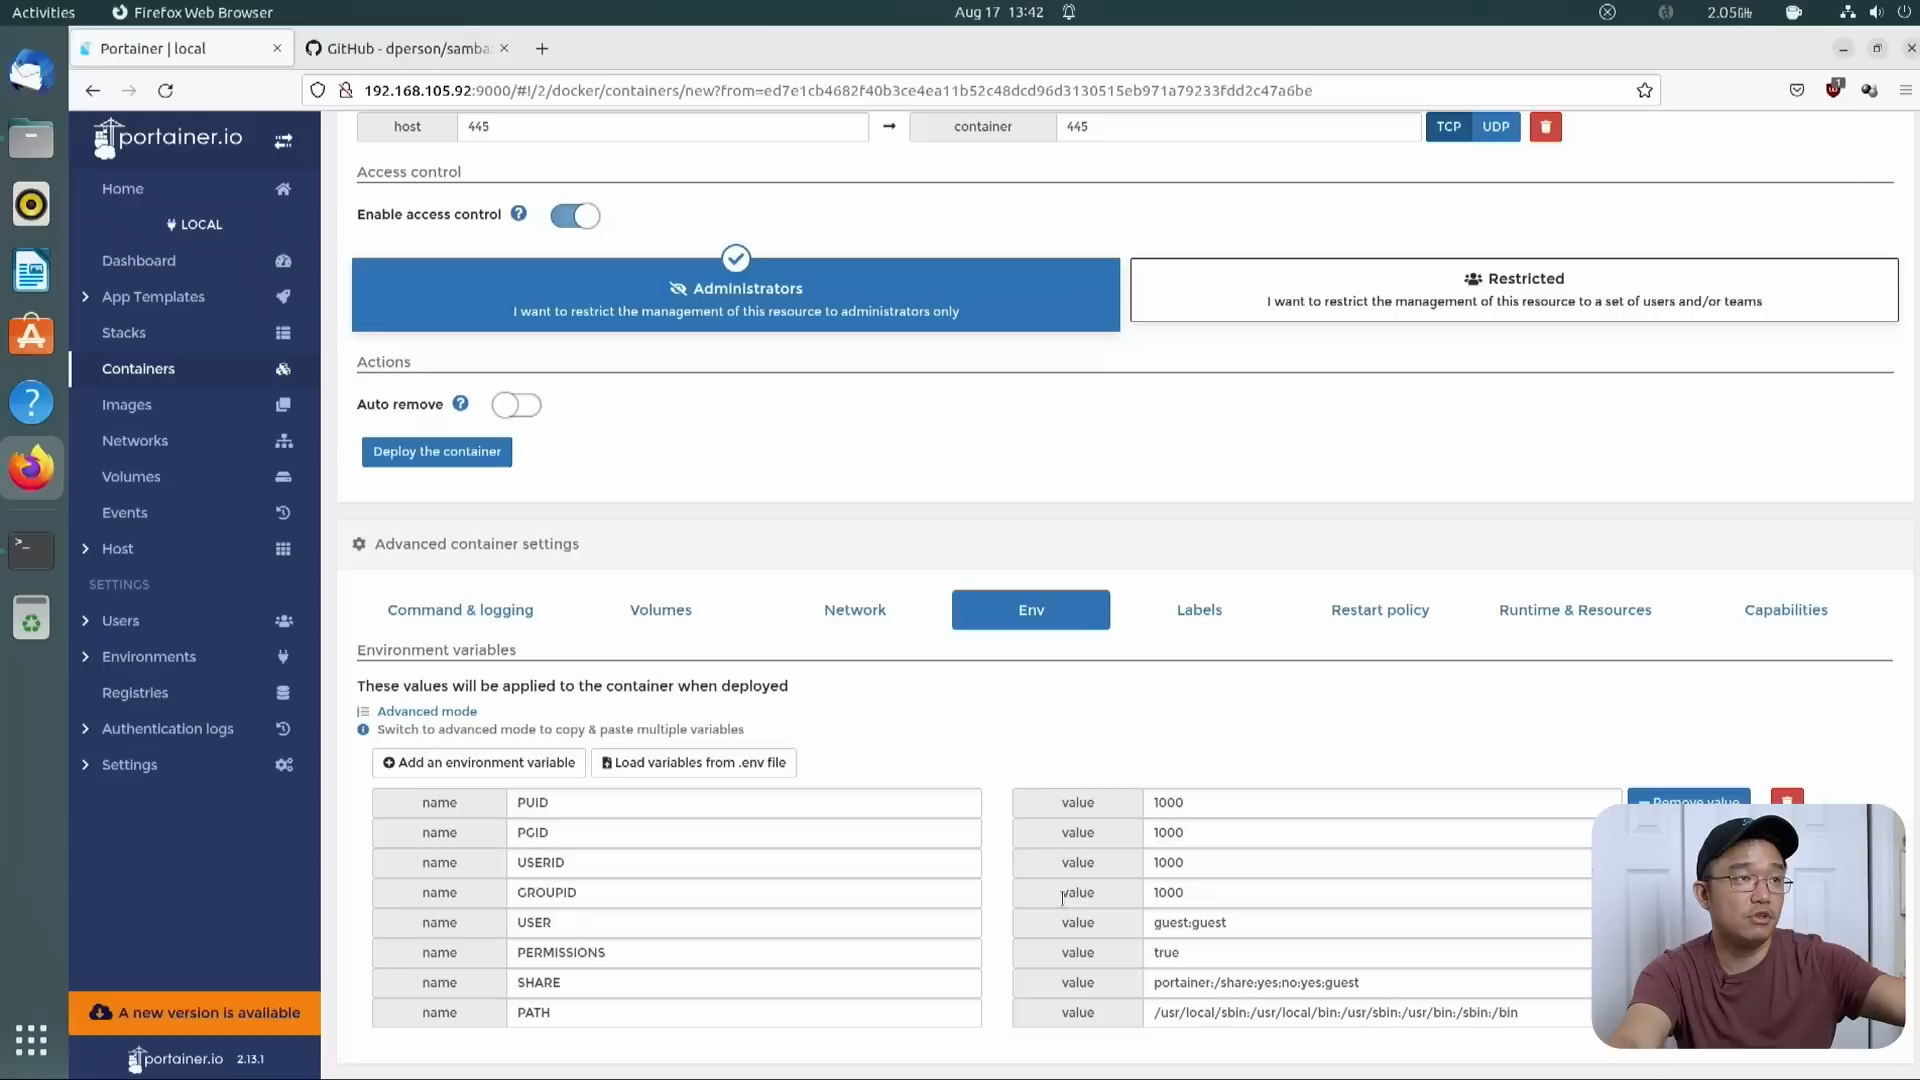 Activities
Firefox Web Browser
Aug 17 13:42
2.05GHz
Portainer | local
GitHub - dperson/samba
192.168.105.92:9000/#!/2/docker/containers/new?from=ed7e1cb4682f40b3ce4ea11b52c48dcd96d3130515eb971a79233fdd2c47a6be
1
portainer.io
Home
LOCAL
Dashboard
App Templates
Stacks
Containers
Images
Networks
Volumes
Events
Host
SETTINGS
Users
Environments
Registries
Authentication logs
Settings
A new version is available
portainer.io 2.13.1
host 445 → container 445 TCP UDP
Access control
Enable access control
Administrators
I want to restrict the management of this resource to administrators only
Restricted
I want to restrict the management of this resource to a set of users and/or teams
Actions
Auto remove
Deploy the container
Advanced container settings
Command & logging Volumes Network Env Labels Restart policy Runtime & Resources Capabilities
Environment variables
These values will be applied to the container when deployed
Advanced mode
Switch to advanced mode to copy & paste multiple variables
Add an environment variable Load variables from .env file
name PUID value 1000 Remove value
name PGID value 1000
name USERID value 1000
name GROUPID value 1000
name USER value guest;guest
name PERMISSIONS value true
name SHARE value portainer;/share;yes;no;yes;guest
name PATH value /usr/local/sbin:/usr/local/bin:/usr/sbin:/usr/bin:/sbin:/bin